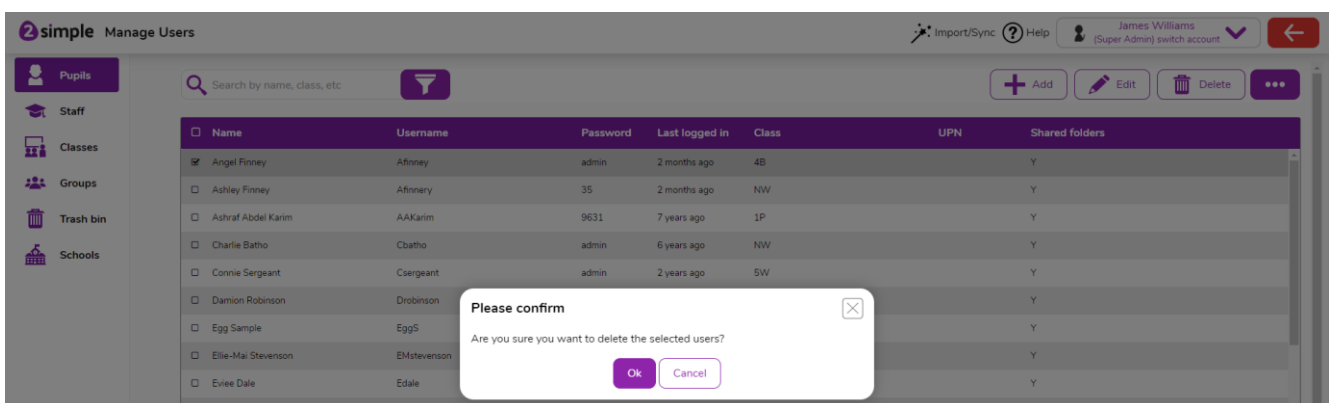 2simple Manage Users
Import/Sync ? Help
James Williams
(Super Admin) switch account
Pupils
Staff
Classes
Groups
Trash bin
Schools
Search by name, class, etc
Add Edit Delete
Name Username Password Last logged in Class UPN Shared folders
Angel Finney Afinney admin 2 months ago 4B Y
Ashley Finney Afinnery 35 2 months ago NW Y
Ashraf Abdel Karim AAKarim 9631 7 years ago 1P Y
Charlie Batho Cbatho admin 6 years ago NW Y
Connie Sergeant Csergeant admin 2 years ago 5W Y
Damion Robinson Drobinson Y
Egg Sample EggS Y
Ellie-Mai Stevenson EMstevenson Y
Eviee Dale Edale Y
Please confirm
Are you sure you want to delete the selected users?
Ok Cancel